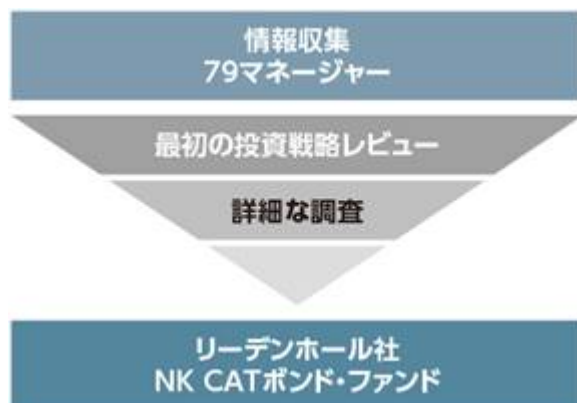 情報収集
79マネージャー
最初の投資戦略レビュー
詳細な調査
リーデンホール社
NK CATボンド・ファンド